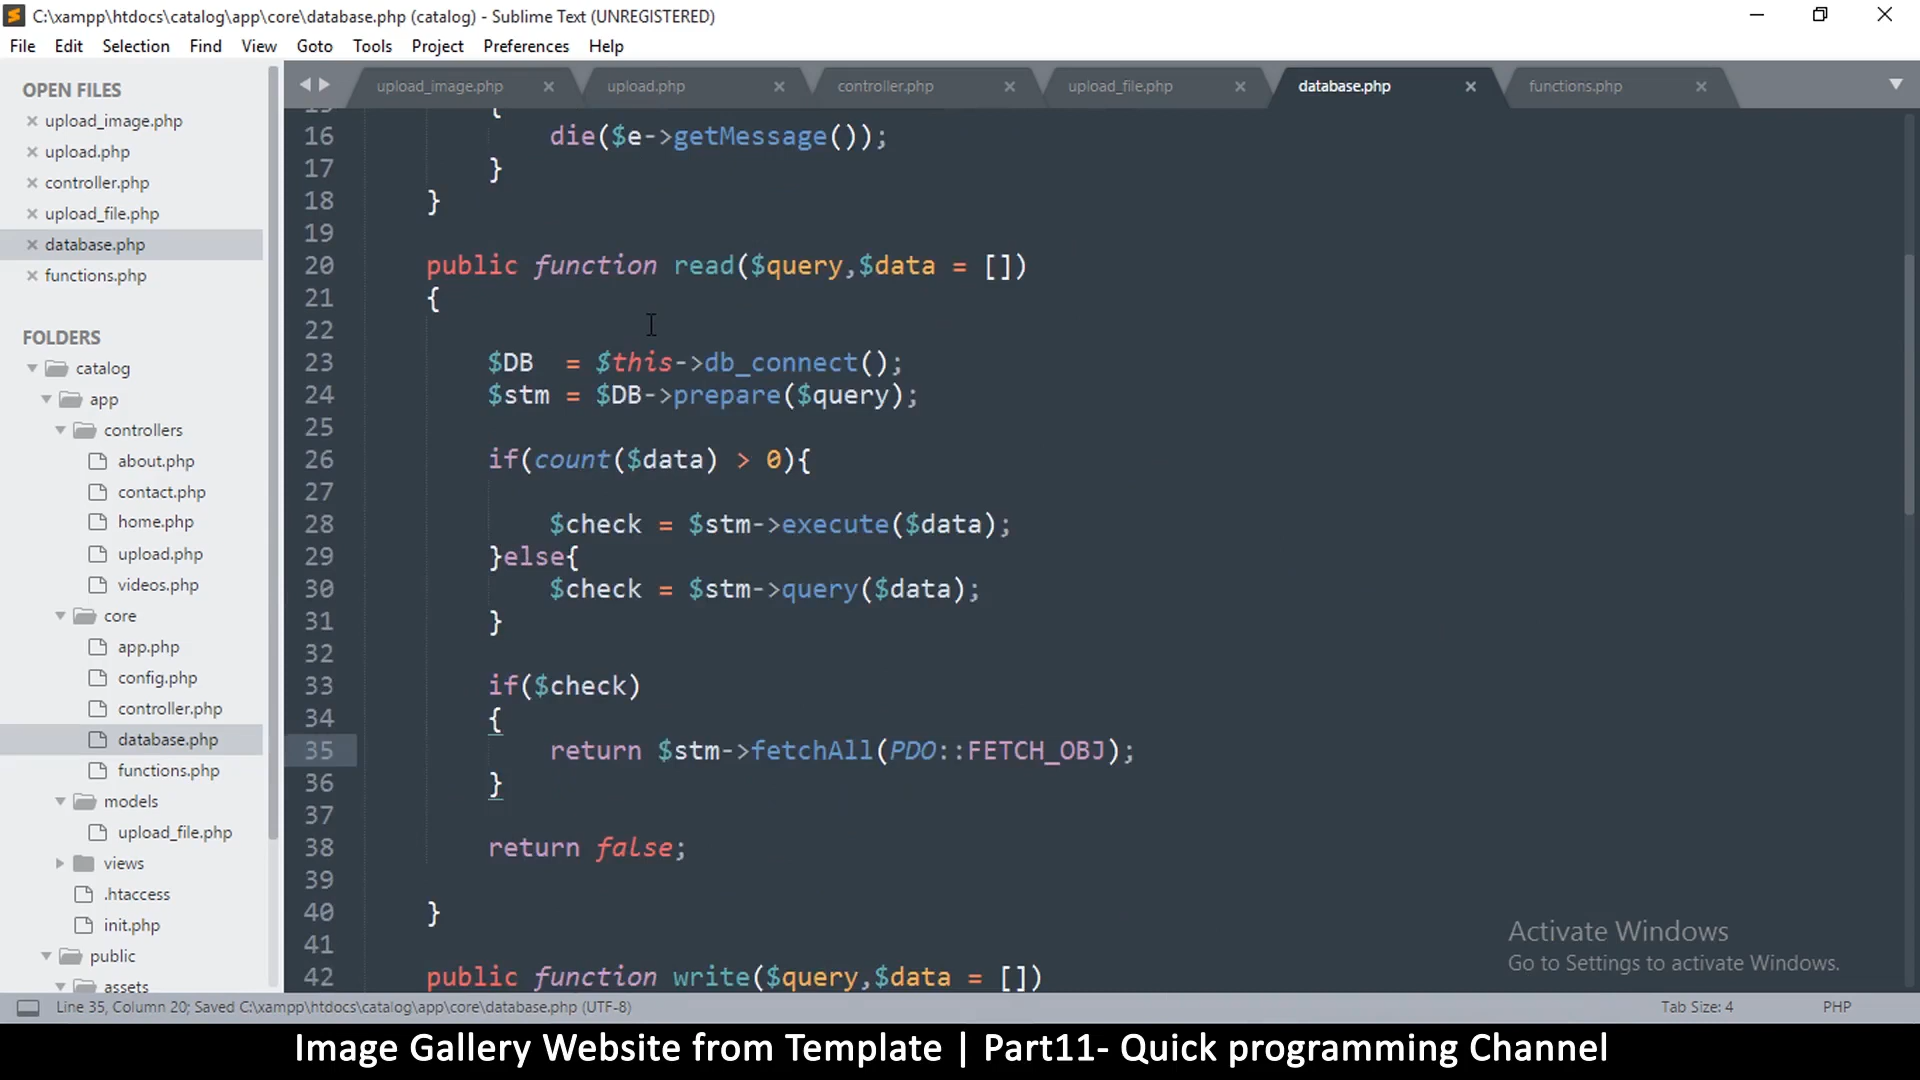 C:\xampp\htdocs\catalog\app\core\database.php (catalog) - Sublime Text (UNREGISTERED)
File Edit Selection Find View Goto Tools Project Preferences Help
OPEN FILES
upload_image.php
upload.php
controller.php
upload_file.php
database.php
functions.php
FOLDERS
catalog
app
controllers
about.php
contact.php
home.php
upload.php
videos.php
core
app.php
config.php
controller.php
database.php
functions.php
models
upload_file.php
views
.htaccess
init.php
public
assets
upload_image.php upload.php controller.php upload_file.php database.php functions.php
15 {
16 die($e->getMessage());
17 }
18 }
19
20 public function read($query,$data = [])
21 {
22
23 $DB = $this->db_connect();
24 $stm = $DB->prepare($query);
25
26 if(count($data) > 0){
27
28 $check = $stm->execute($data);
29 }else{
30 $check = $stm->query($data);
31 }
32
33 if($check)
34 {
35 return $stm->fetchAll(PDO::FETCH_OBJ);
36 }
37
38 return false;
39
40 }
41
42 public function write($query,$data = [])
Activate Windows
Go to Settings to activate Windows.
Line 35, Column 20; Saved C:\xampp\htdocs\catalog\app\core\database.php (UTF-8) Tab Size: 4 PHP
Image Gallery Website from Template | Part11- Quick programming Channel